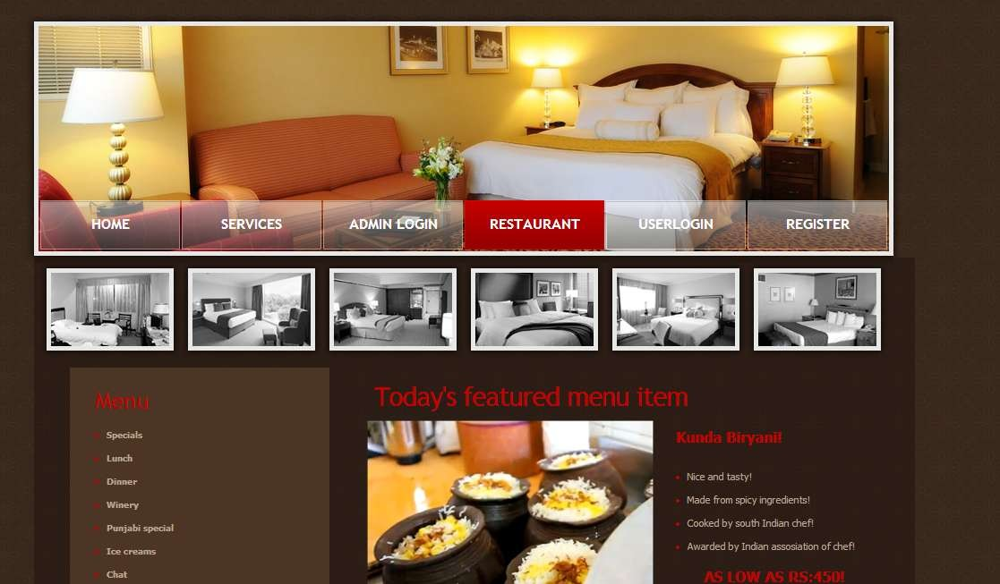 HOME
SERVICES
ADMIN LOGIN
RESTAURANT
USERLOGIN
REGISTER
Menu
Specials
Lunch
Dinner
Winery
Punjabi special
Ice creams
Chat
Today's featured menu item
Kunda Biryani!
Nice and tasty!
Made from spicy ingredients!
Cooked by south Indian chef!
Awarded by Indian assosiation of chef!
AS LOW AS RS:450!